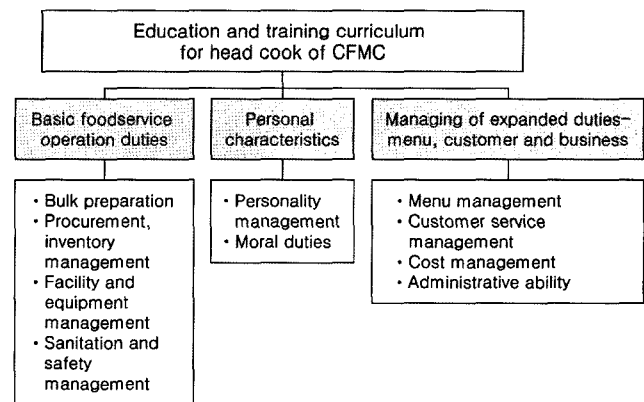 Education and training curriculum
for head cook of CFMC
Basic foodservice
operation duties
Personal
characteristics
Managing of expanded duties–
menu, customer and business
• Bulk preparation
• Procurement,
inventory
management
• Facility and
equipment
management
• Sanitation and
safety
management
• Personality
management
• Moral duties
• Menu management
• Customer service
management
• Cost management
• Administrative ability